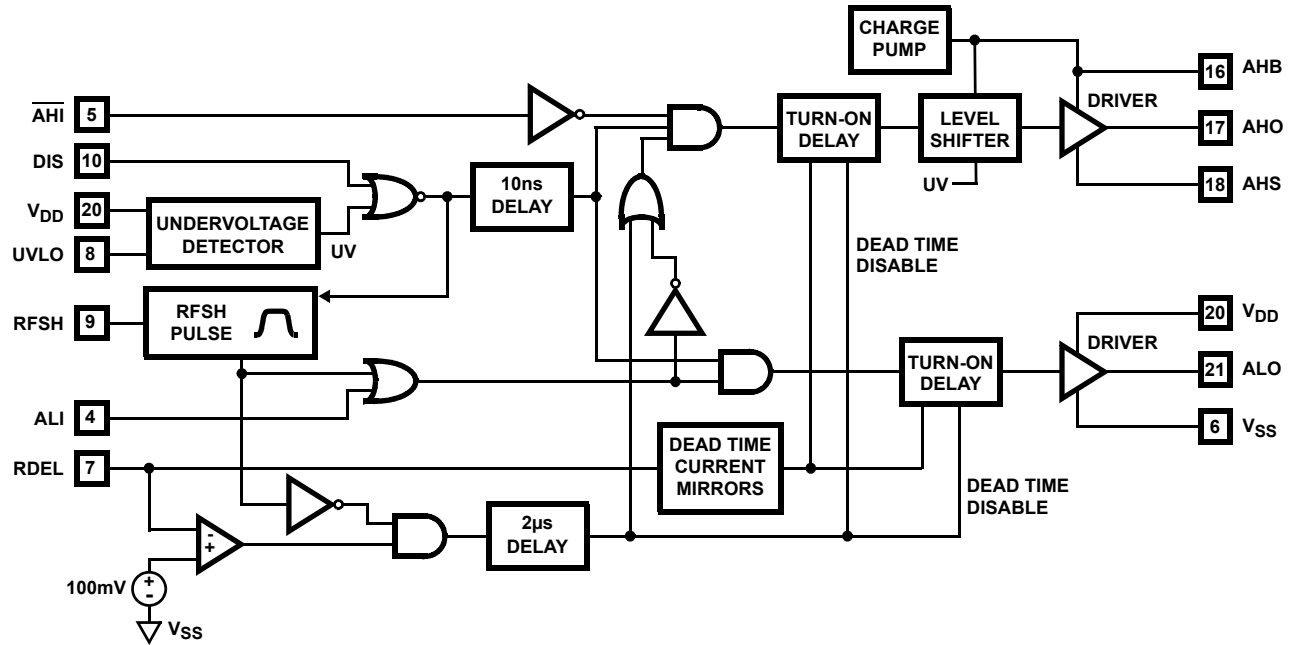 CHARGE
PUMP
16 AHB
AHI 5
DRIVER
TURN-ON
DELAY
LEVEL
SHIFTER
17 AHO
DIS 10
10ns
DELAY
UV
18 AHS
VDD 20
UNDERVOLTAGE
DETECTOR
UV
UVLO 8
DEAD TIME
DISABLE
RFSH 9
RFSH
PULSE
20 VDD
DRIVER
TURN-ON
DELAY
21 ALO
ALI 4
6 VSS
RDEL 7
DEAD TIME
CURRENT
MIRRORS
DEAD TIME
DISABLE
2µs
DELAY
-
+
100mV
+
-
VSS